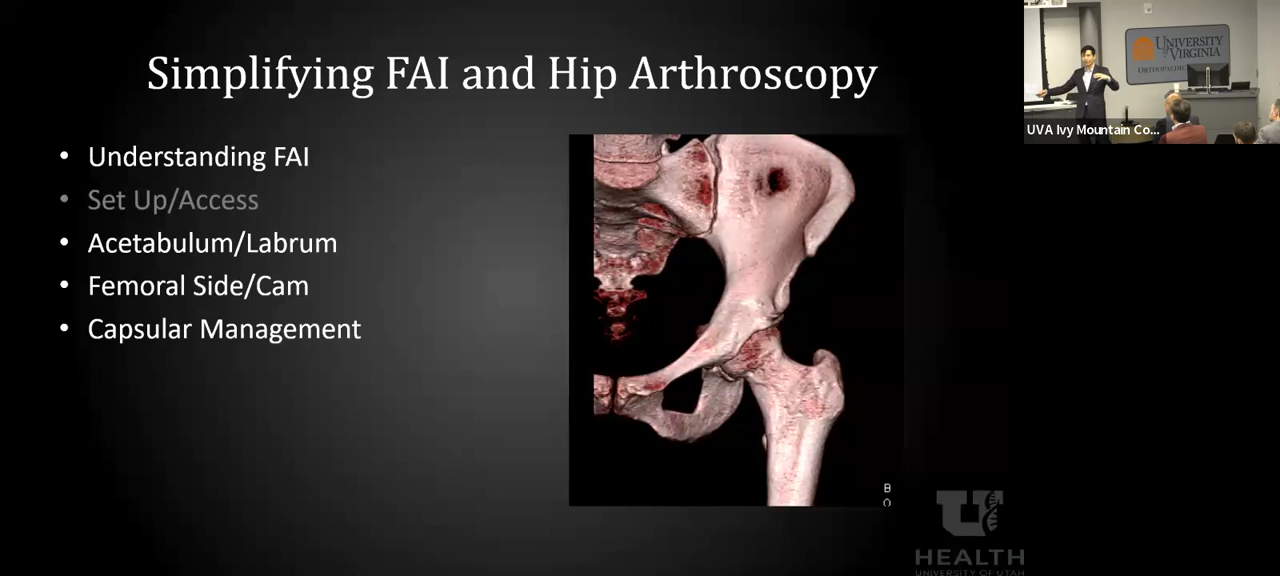 Simplifying FAI and Hip Arthroscopy
• Understanding FAI
• Set Up/Access
• Acetabulum/Labrum
• Femoral Side/Cam
• Capsular Management
B
O
U
HEALTH
UNIVERSITY OF UTAH
UNIVERSITY
of VIRGINIA
UVA Ivy Mountain Co...